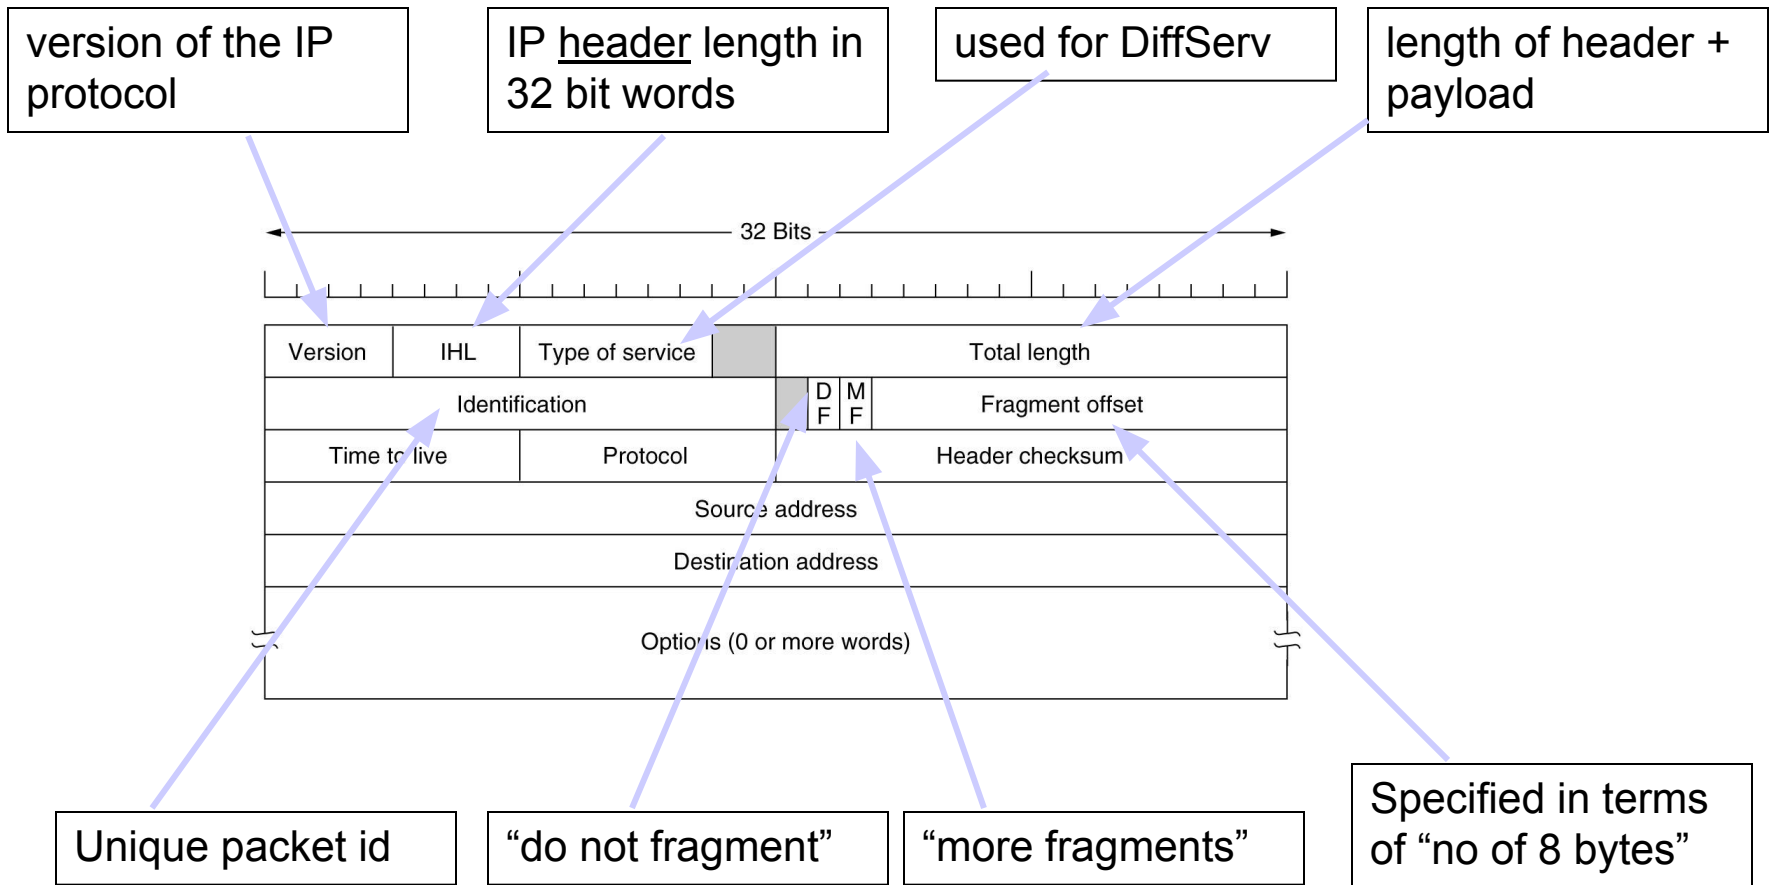 version of the IP
protocol
IP header length in
32 bit words
used for DiffServ
length of header +
payload
32 Bits
Version
IHL
Type of service
Total length
Identification
D
F
M
F
Fragment offset
Time to live
Protocol
Header checksum
Source address
Destination address
Options (0 or more words)
Unique packet id
“do not fragment”
“more fragments”
Specified in terms
of “no of 8 bytes”